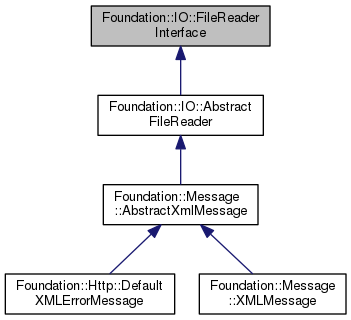 Foundation::IO::FileReader
Interface
Foundation::IO::Abstract
FileReader
Foundation::Message
::AbstractXmlMessage
Foundation::Http::Default
XMLErrorMessage
Foundation::Message
::XMLMessage